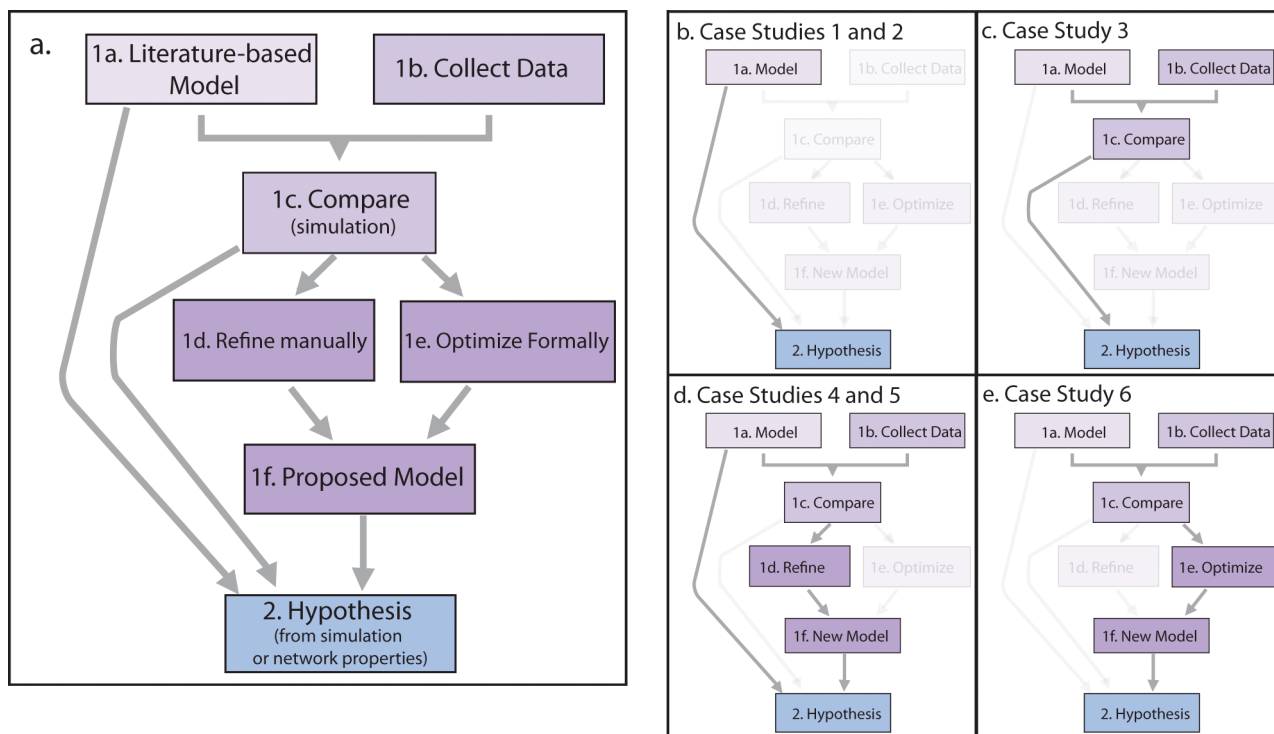 a.
1a. Literature-based
Model
1b. Collect Data
1c. Compare
(simulation)
1d. Refine manually
1e. Optimize Formally
1f. Proposed Model
2. Hypothesis
(from simulation
or network properties)
b. Case Studies 1 and 2
1a. Model
1b. Collect Data
1c. Compare
1d. Refine
1e. Optimize
1f. New Model
2. Hypothesis
c. Case Study 3
1a. Model
1b. Collect Data
1c. Compare
1d. Refine
1e. Optimize
1f. New Model
2. Hypothesis
d. Case Studies 4 and 5
1a. Model
1b. Collect Data
1c. Compare
1d. Refine
1e. Optimize
1f. New Model
2. Hypothesis
e. Case Study 6
1a. Model
1b. Collect Data
1c. Compare
1d. Refine
1e. Optimize
1f. New Model
2. Hypothesis